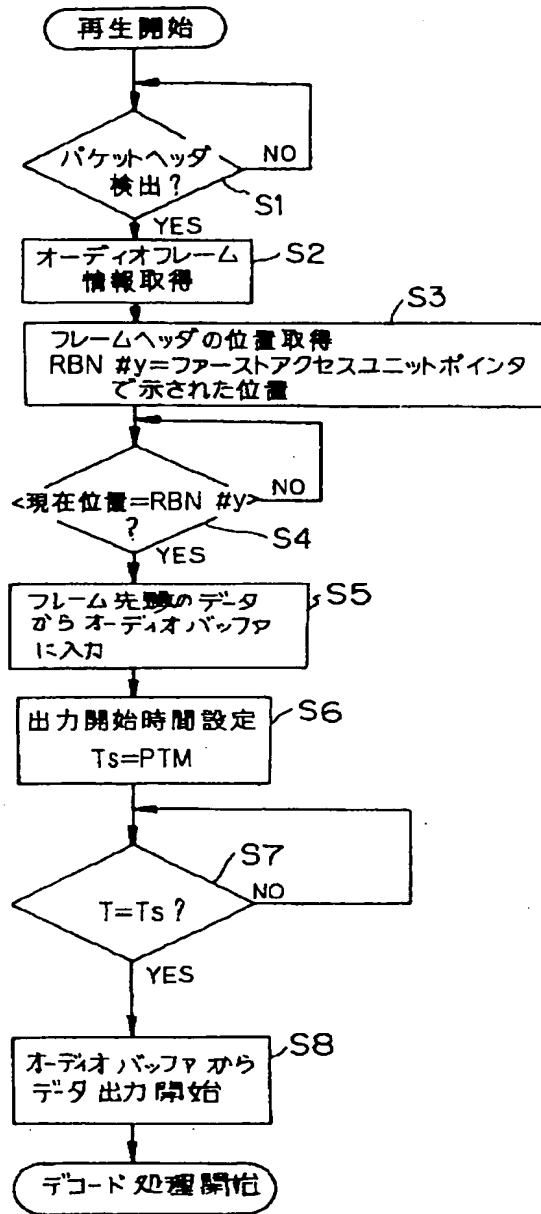 再生開始
パケットヘッダ
検出?
NO
S1
YES
オーディオフレーム
情報取得
S2
S3
フレームヘッダの位置取得
RBN #y=ファーストアクセスユニットポインタ
で示された位置
<現在位置=RBN #y>
?
NO
S4
YES
フレーム先頭のデータ
からオーディオバッファ
に入力
S5
出力開始時間設定
Ts=PTM
S6
S7
T=Ts?
NO
YES
オーディオバッファから
データ出力開始
S8
デコード処理開始